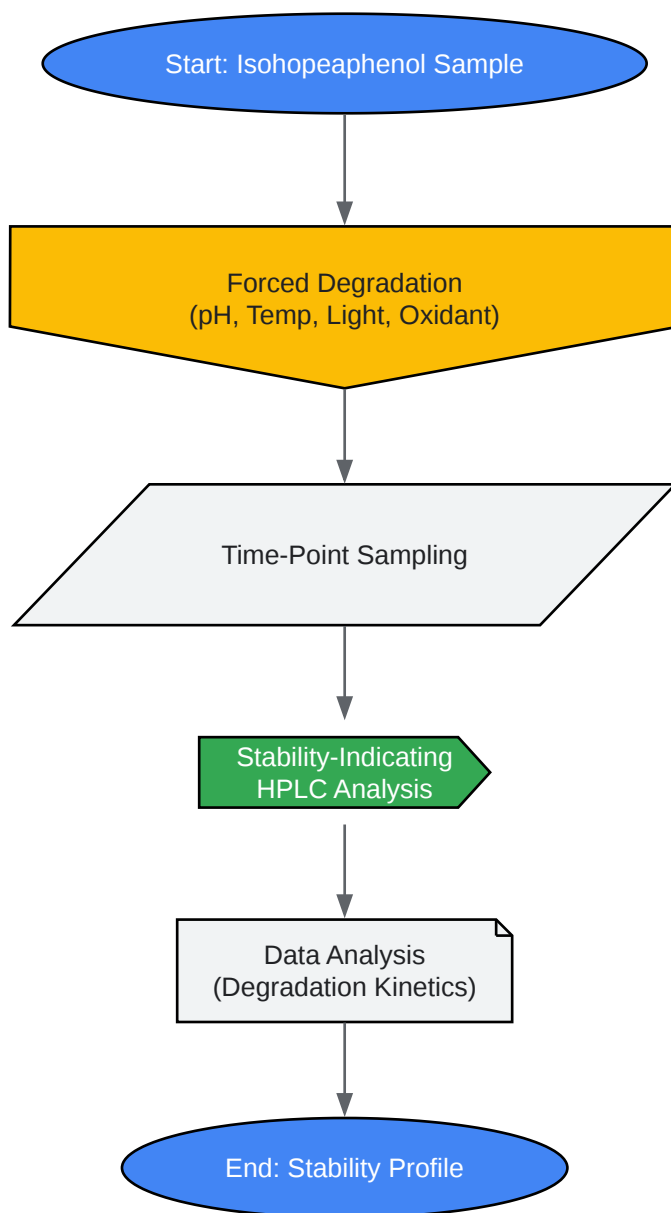 Start: Isohopeaphenol Sample
Forced Degradation
(pH, Temp, Light, Oxidant)
Time-Point Sampling
Stability-Indicating
HPLC Analysis
Data Analysis
(Degradation Kinetics)
End: Stability Profile